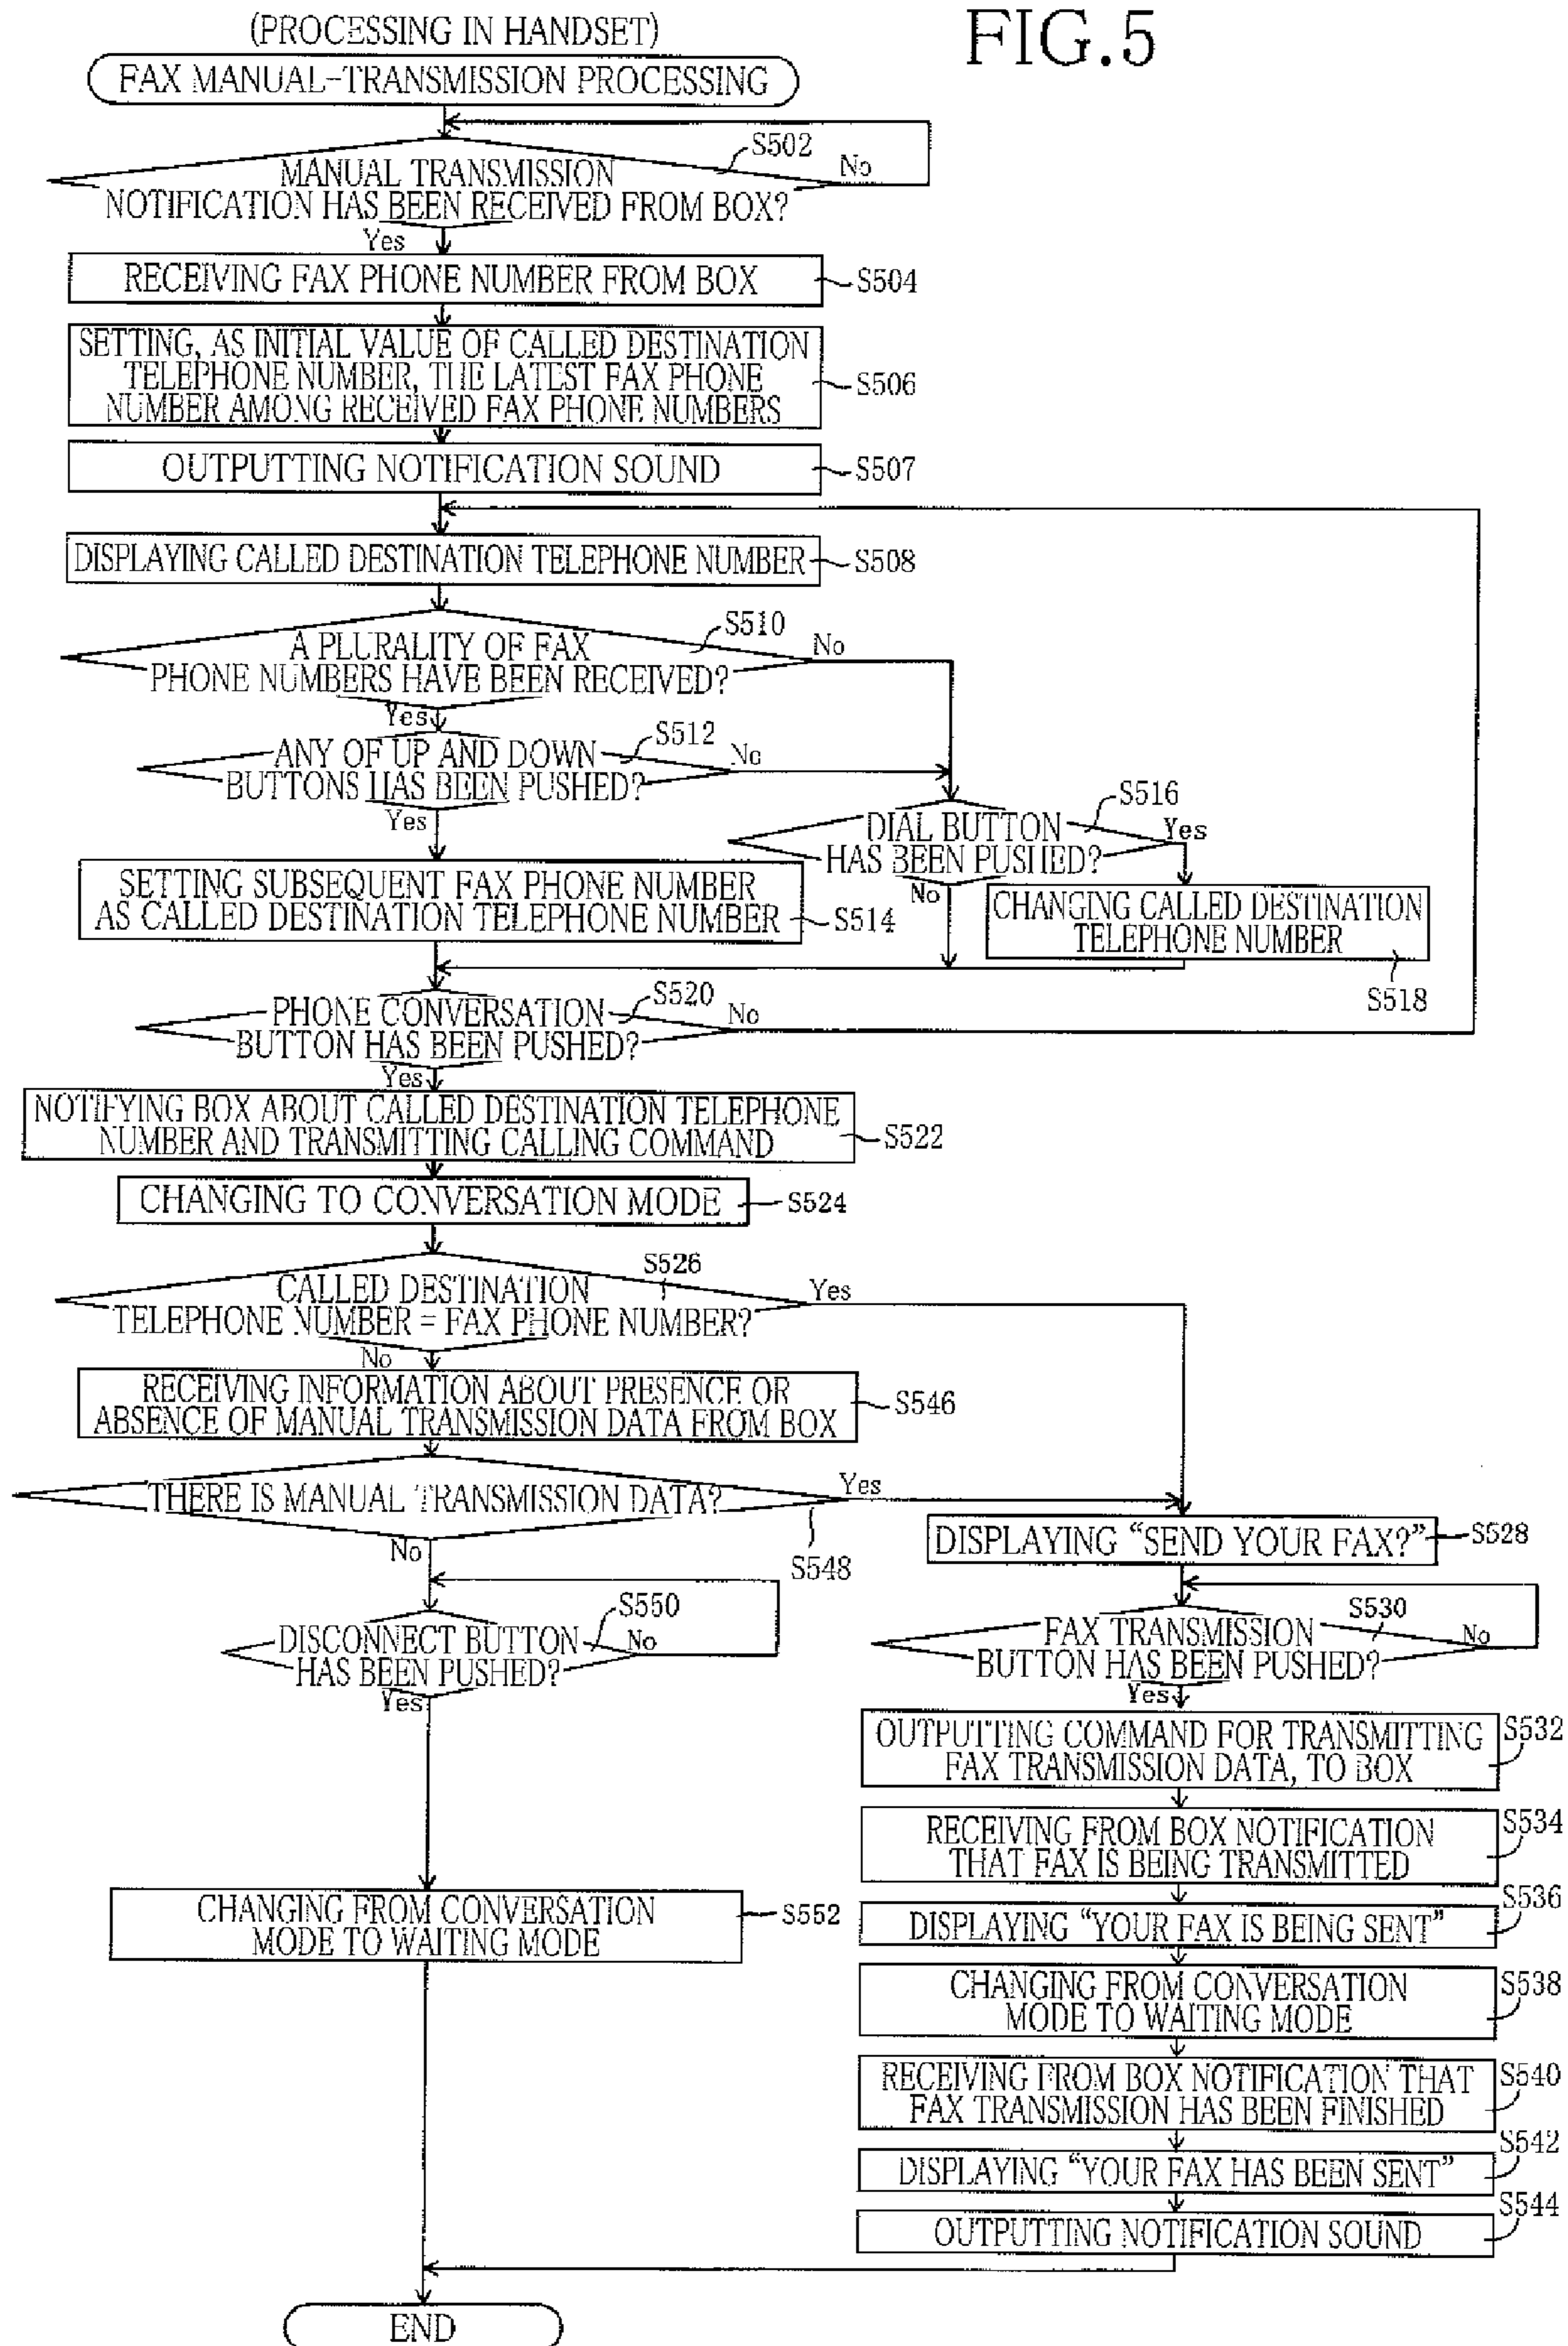 FIG.5
(PROCESSING IN HANDSET)
FAX MANUAL-TRANSMISSION PROCESSING
S502
MANUAL TRANSMISSION
NOTIFICATION HAS BEEN RECEIVED FROM BOX?
No
Yes
RECEIVING FAX PHONE NUMBER FROM BOX
S504
SETTING, AS INITIAL VALUE OF CALLED DESTINATION
TELEPHONE NUMBER, THE LATEST FAX PHONE
NUMBER AMONG RECEIVED FAX PHONE NUMBERS
S506
OUTPUTTING NOTIFICATION SOUND
S507
DISPLAYING CALLED DESTINATION TELEPHONE NUMBER
S508
S510
A PLURALITY OF FAX
PHONE NUMBERS HAVE BEEN RECEIVED?
No
Yes
S512
ANY OF UP AND DOWN
BUTTONS HAS BEEN PUSHED?
No
Yes
S516
DIAL BUTTON
HAS BEEN PUSHED?
Yes
No
SETTING SUBSEQUENT FAX PHONE NUMBER
AS CALLED DESTINATION TELEPHONE NUMBER
S514
CHANGING CALLED DESTINATION
TELEPHONE NUMBER
S518
S520
PHONE CONVERSATION
BUTTON HAS BEEN PUSHED?
No
Yes
NOTIFYING BOX ABOUT CALLED DESTINATION TELEPHONE
NUMBER AND TRANSMITTING CALLING COMMAND
S522
CHANGING TO CONVERSATION MODE
S524
S526
CALLED DESTINATION
TELEPHONE NUMBER = FAX PHONE NUMBER?
Yes
No
RECEIVING INFORMATION ABOUT PRESENCE OR
ABSENCE OF MANUAL TRANSMISSION DATA FROM BOX
S546
THERE IS MANUAL TRANSMISSION DATA?
Yes
S548
No
S550
DISCONNECT BUTTON
HAS BEEN PUSHED?
No
Yes
CHANGING FROM CONVERSATION
MODE TO WAITING MODE
S552
DISPLAYING “SEND YOUR FAX?”
S528
S530
FAX TRANSMISSION
BUTTON HAS BEEN PUSHED?
No
Yes
OUTPUTTING COMMAND FOR TRANSMITTING
FAX TRANSMISSION DATA, TO BOX
S532
RECEIVING FROM BOX NOTIFICATION
THAT FAX IS BEING TRANSMITTED
S534
DISPLAYING “YOUR FAX IS BEING SENT”
S536
CHANGING FROM CONVERSATION
MODE TO WAITING MODE
S538
RECEIVING FROM BOX NOTIFICATION THAT
FAX TRANSMISSION HAS BEEN FINISHED
S540
DISPLAYING “YOUR FAX HAS BEEN SENT”
S542
OUTPUTTING NOTIFICATION SOUND
S544
END